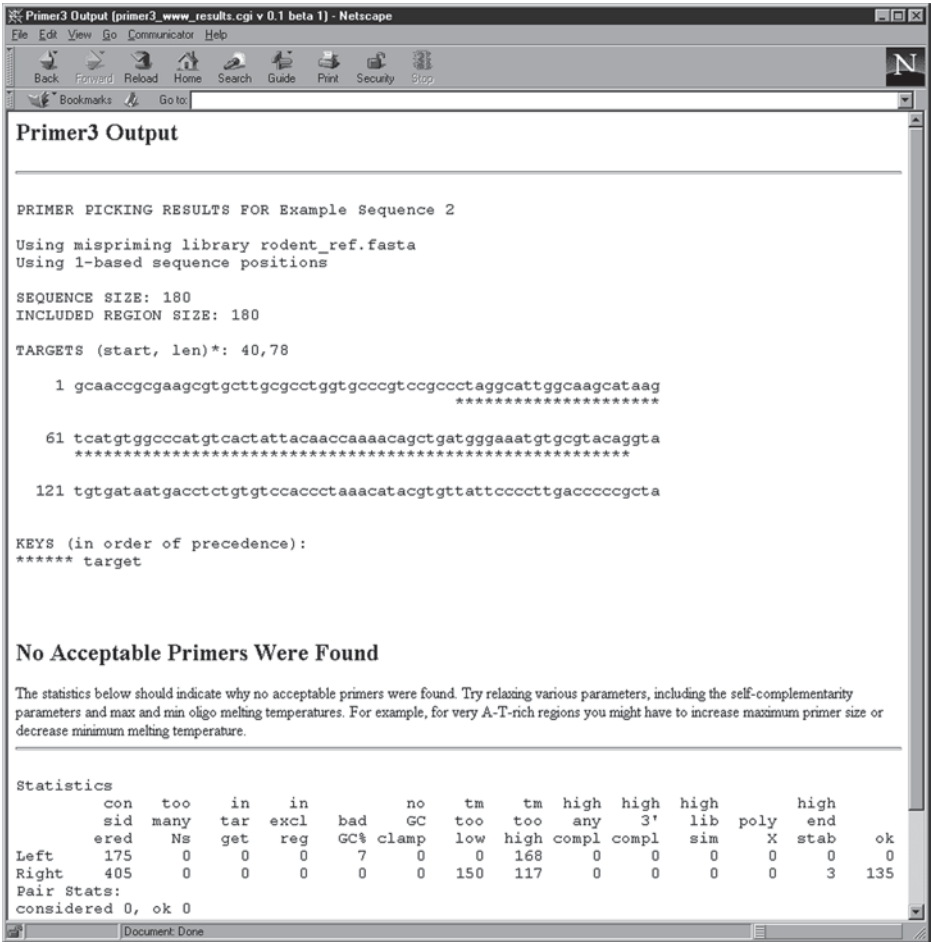 Primer3 Output (primer3_www_results.cgi v 0.1 beta 1) - Netscape
File Edit View Go Communicator Help
Back Forward Reload Home Search Guide Print Security Stop
N
Bookmarks Go to:
Primer3 Output
PRIMER PICKING RESULTS FOR Example Sequence 2
Using mispriming library rodent_ref.fasta
Using 1-based sequence positions
SEQUENCE SIZE: 180
INCLUDED REGION SIZE: 180
TARGETS (start, len)*: 40,78
1 gcaaccgcgaagcgtgcttgcgcctggtgcccgtccgccctaggcattggcaagcataag
*********************
61 tcatgtggcccatgtcactattacaaccaaaacagctgatgggaaatgtgcgtacaggta
*********************************************************
121 tgtgataatgacctctgtgtccaccctaaacatacgtgttattccccttgacccccgcta
KEYS (in order of precedence):
****** target
No Acceptable Primers Were Found
The statistics below should indicate why no acceptable primers were found. Try relaxing various parameters, including the self-complementarity
parameters and max and min oligo melting temperatures. For example, for very A-T-rich regions you might have to increase maximum primer size or
decrease minimum melting temperature.
Statistics
con too in in no tm tm high high high high
sid many tar excl bad GC too too any 3' lib poly end
ered Ns get reg GC% clamp low high compl compl sim X stab ok
Left 175 0 0 0 7 0 0 168 0 0 0 0 0 0
Right 405 0 0 0 0 0 150 117 0 0 0 0 3 135
Pair Stats:
considered 0, ok 0
Document: Done